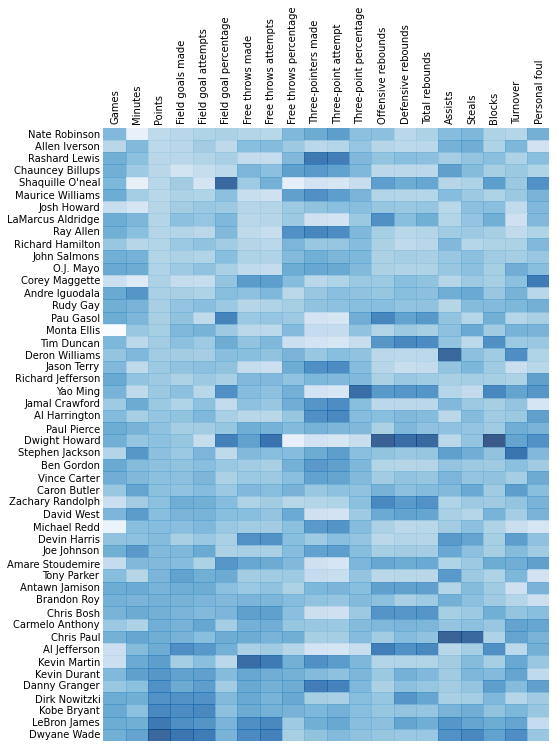 Games
Minutes
Points
Field goals made
Field goal attempts
Field goal percentage
Free throws made
Free throws attempts
Free throws percentage
Three-pointers made
Three-point attempt
Three-point percentage
Offensive rebounds
Defensive rebounds
Total rebounds
Assists
Steals
Blocks
Turnover
Personal foul
Nate Robinson
Allen Iverson
Rashard Lewis
Chauncey Billups
Shaquille O'neal
Maurice Williams
Josh Howard
LaMarcus Aldridge
Ray Allen
Richard Hamilton
John Salmons
O.J. Mayo
Corey Maggette
Andre Iguodala
Rudy Gay
Pau Gasol
Monta Ellis
Tim Duncan
Deron Williams
Jason Terry
Richard Jefferson
Yao Ming
Jamal Crawford
Al Harrington
Paul Pierce
Dwight Howard
Stephen Jackson
Ben Gordon
Vince Carter
Caron Butler
Zachary Randolph
David West
Michael Redd
Devin Harris
Joe Johnson
Amare Stoudemire
Tony Parker
Antawn Jamison
Brandon Roy
Chris Bosh
Carmelo Anthony
Chris Paul
Al Jefferson
Kevin Martin
Kevin Durant
Danny Granger
Dirk Nowitzki
Kobe Bryant
LeBron James
Dwyane Wade